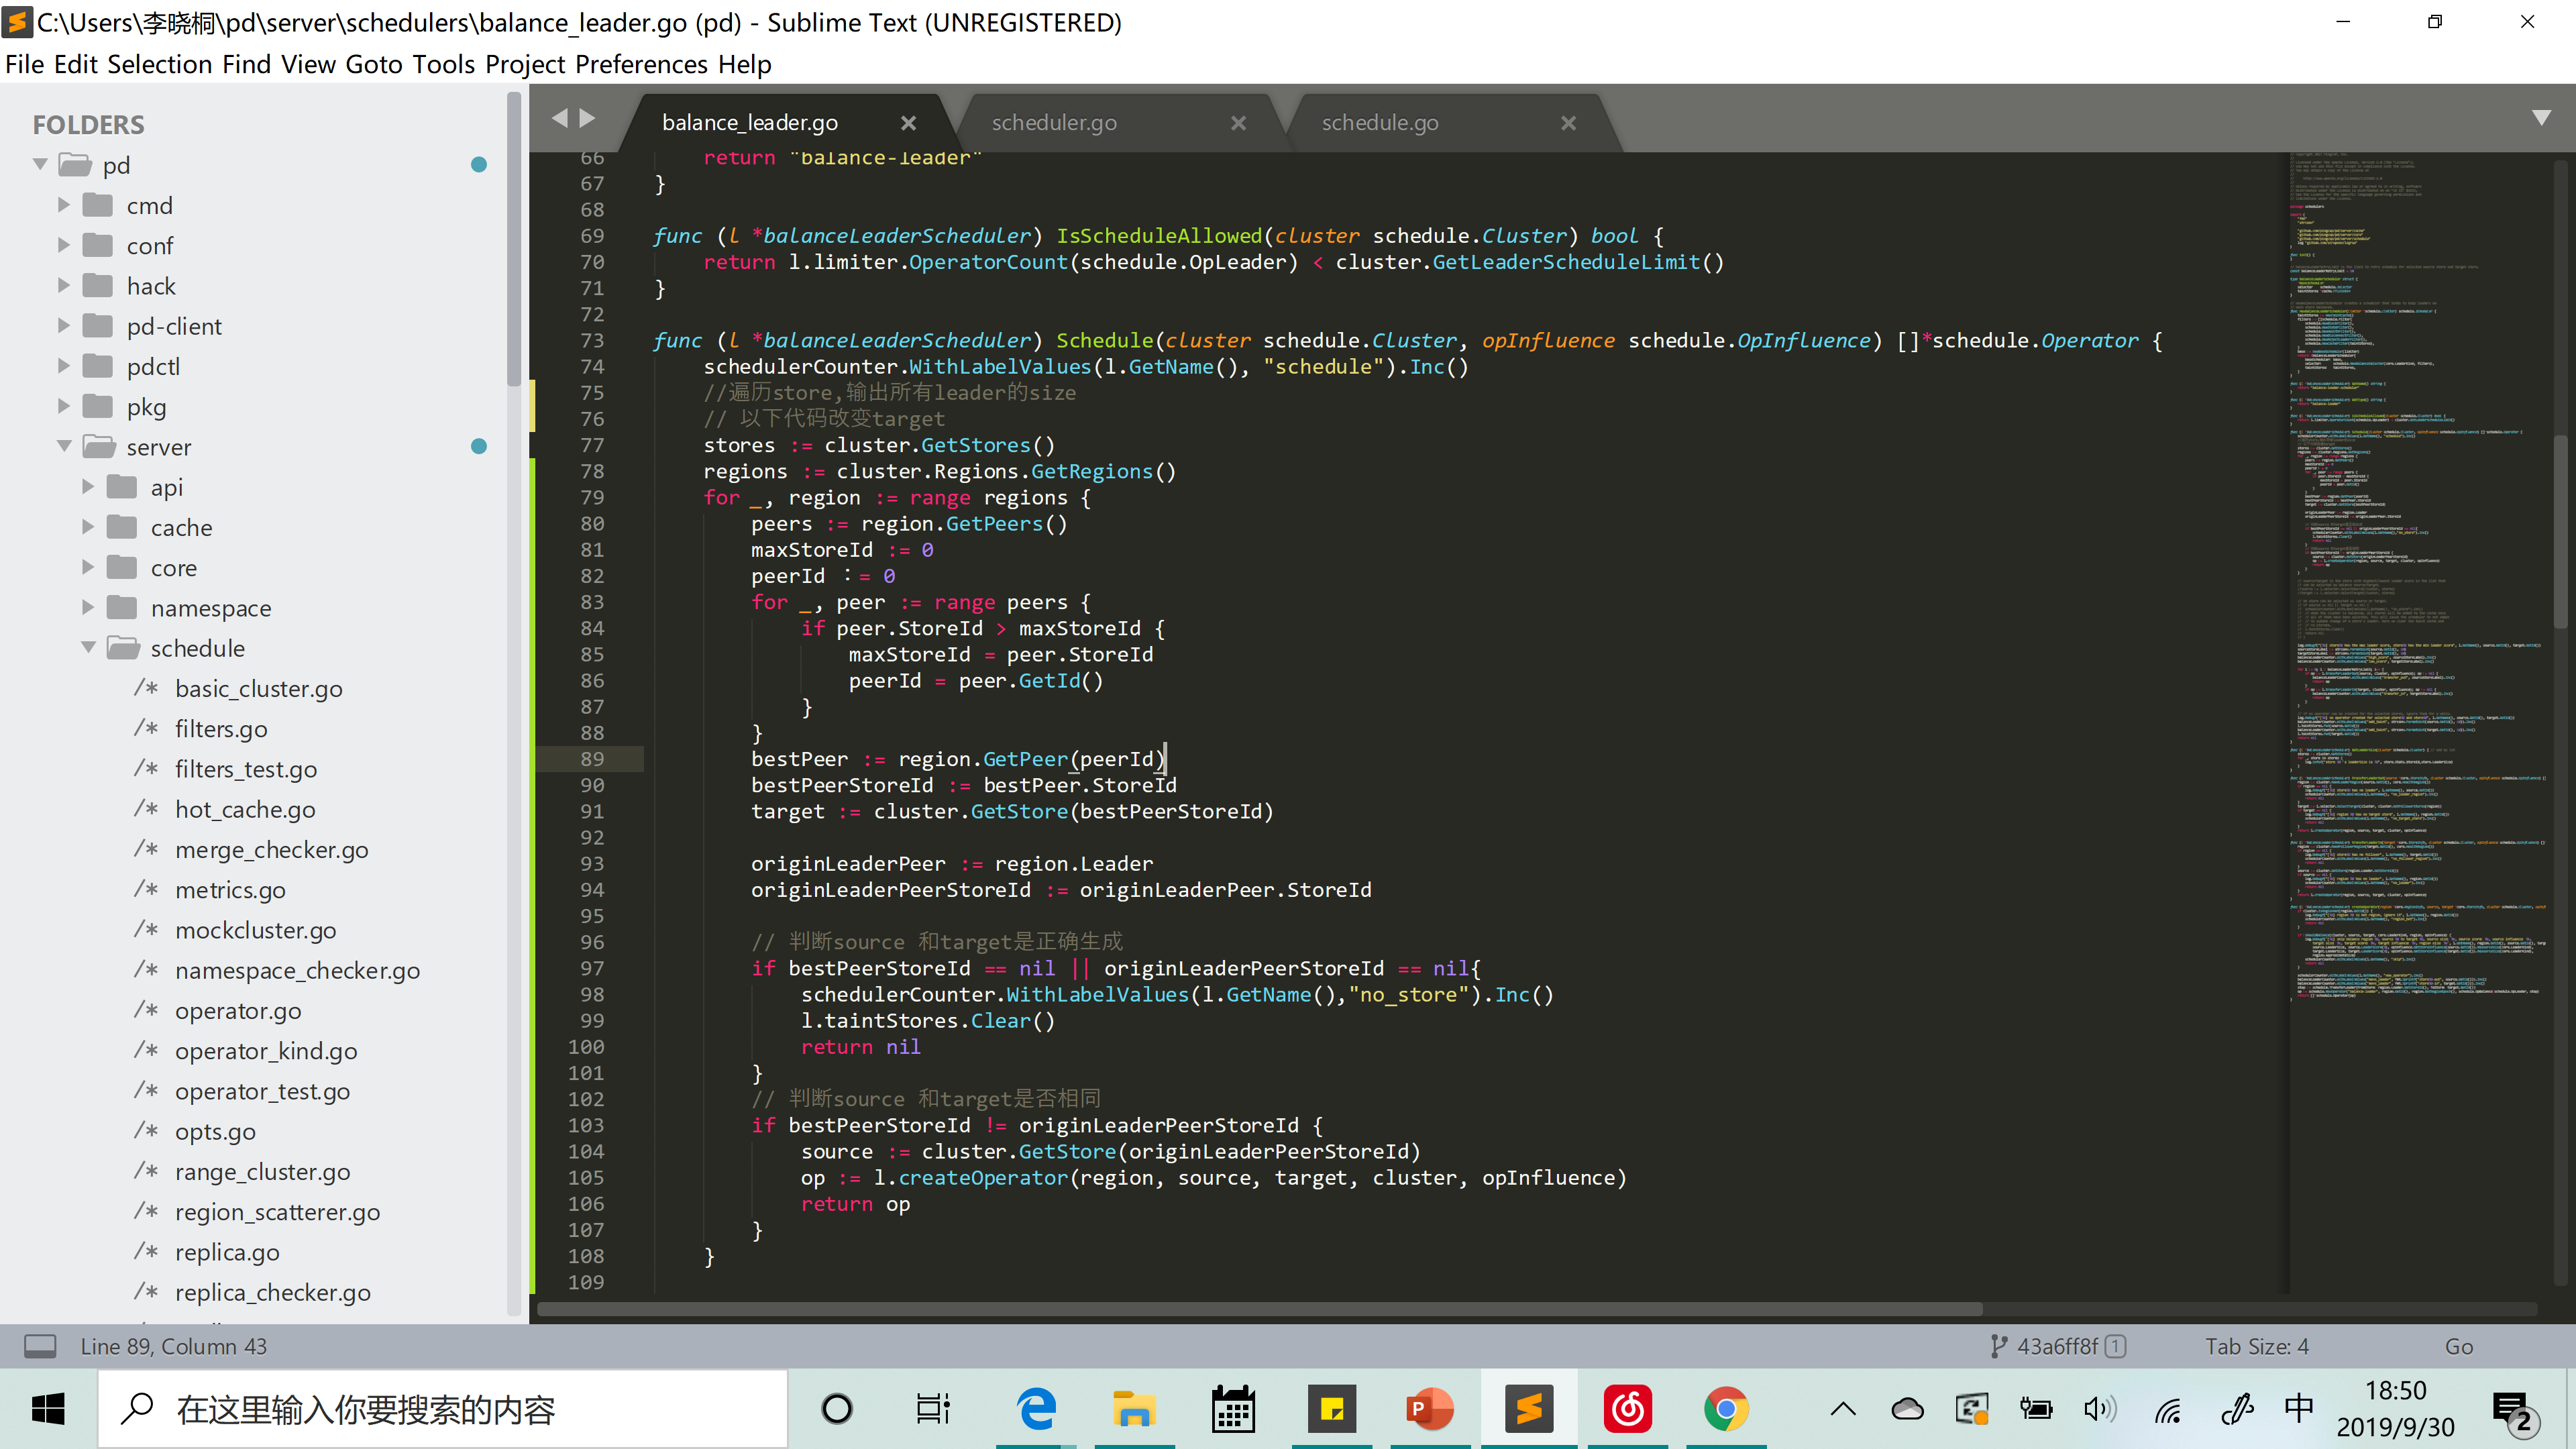 C:\Users\李晓桐\pd\server\schedulers\balance_leader.go (pd) - Sublime Text (UNREGISTERED)
File Edit Selection Find View Goto Tools Project Preferences Help
FOLDERS
pd
cmd
conf
hack
pd-client
pdctl
pkg
server
api
cache
core
namespace
schedule
/* basic_cluster.go
/* filters.go
/* filters_test.go
/* hot_cache.go
/* merge_checker.go
/* metrics.go
/* mockcluster.go
/* namespace_checker.go
/* operator.go
/* operator_kind.go
/* operator_test.go
/* opts.go
/* range_cluster.go
/* region_scatterer.go
/* replica.go
/* replica_checker.go
balance_leader.go scheduler.go schedule.go
66 return "balance-leader"
67 }
68
69 func (l *balanceLeaderScheduler) IsScheduleAllowed(cluster schedule.Cluster) bool {
70 return l.limiter.OperatorCount(schedule.OpLeader) < cluster.GetLeaderScheduleLimit()
71 }
72
73 func (l *balanceLeaderScheduler) Schedule(cluster schedule.Cluster, opInfluence schedule.OpInfluence) []*schedule.Operator {
74 schedulerCounter.WithLabelValues(l.GetName(), "schedule").Inc()
75 //遍历store,输出所有leader的size
76 // 以下代码改变target
77 stores := cluster.GetStores()
78 regions := cluster.Regions.GetRegions()
79 for _, region := range regions {
80 peers := region.GetPeers()
81 maxStoreId := 0
82 peerId ：= 0
83 for _, peer := range peers {
84 if peer.StoreId > maxStoreId {
85 maxStoreId = peer.StoreId
86 peerId = peer.GetId()
87 }
88 }
89 bestPeer := region.GetPeer(peerId)
90 bestPeerStoreId := bestPeer.StoreId
91 target := cluster.GetStore(bestPeerStoreId)
92
93 originLeaderPeer := region.Leader
94 originLeaderPeerStoreId := originLeaderPeer.StoreId
95
96 // 判断source 和target是正确生成
97 if bestPeerStoreId == nil || originLeaderPeerStoreId == nil{
98 schedulerCounter.WithLabelValues(l.GetName(),"no_store").Inc()
99 l.taintStores.Clear()
100 return nil
101 }
102 // 判断source 和target是否相同
103 if bestPeerStoreId != originLeaderPeerStoreId {
104 source := cluster.GetStore(originLeaderPeerStoreId)
105 op := l.createOperator(region, source, target, cluster, opInfluence)
106 return op
107 }
108 }
109
Line 89, Column 43 43a6ff8f 1 Tab Size: 4 Go
在这里输入你要搜索的内容
中
18:50
2019/9/30
2